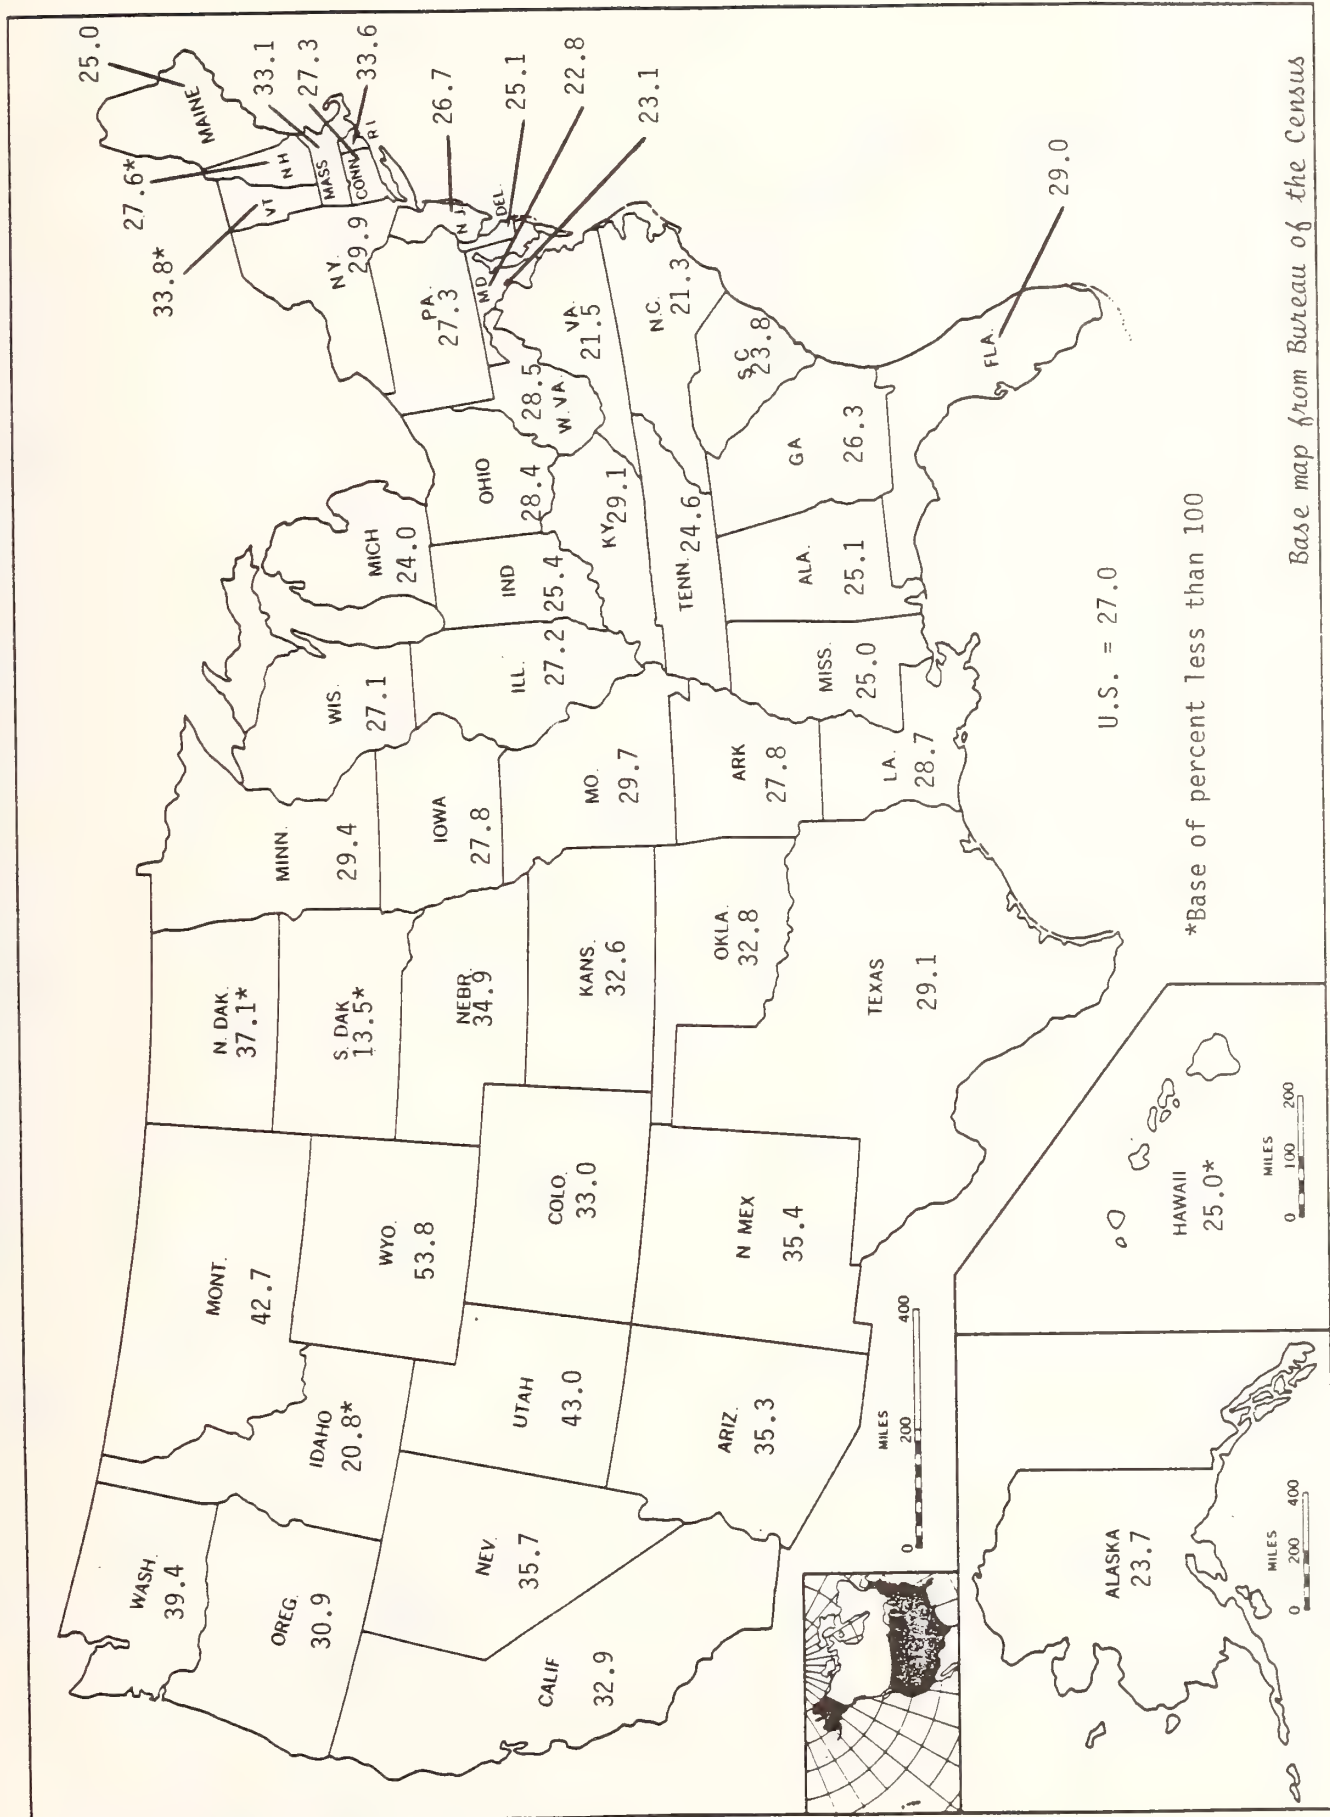 WASH.
39.4
OREG.
30.9
CALIF
32.9
NEV.
35.7
IDAHO
20.8*
MONT.
42.7
WYO.
53.8
UTAH
43.0
COLO.
33.0
ARIZ.
35.3
N MEX
35.4
N. DAK.
37.1*
S. DAK
13.5*
NEBR.
34.9
KANS.
32.6
OKLA.
32.8
TEXAS
29.1
MINN.
29.4
IOWA
27.8
MO.
29.7
ARK
27.8
LA.
28.7
WIS.
27.1
ILL.
27.2
MICH
24.0
IND
25.4
OHIO
28.4
KY.
29.1
TENN.
24.6
MISS.
25.0
ALA.
25.1
GA
26.3
FLA.
29.0
S.C.
23.8
N.C.
21.3
VA.
21.5
W. VA.
28.5
PA.
27.3
N.Y.
29.9
VT
33.8*
NH
27.6*
MAINE
25.0
MASS
33.1
CONN
27.3
RI
33.6
N J.
26.7
DEL.
25.1
MD
22.8
23.1
ALASKA
23.7
HAWAII
25.0*
MILES
0 200 400
MILES
0 200 400
MILES
0 100 200
U.S. = 27.0
*Base of percent less than 100
Base map from Bureau of the Census